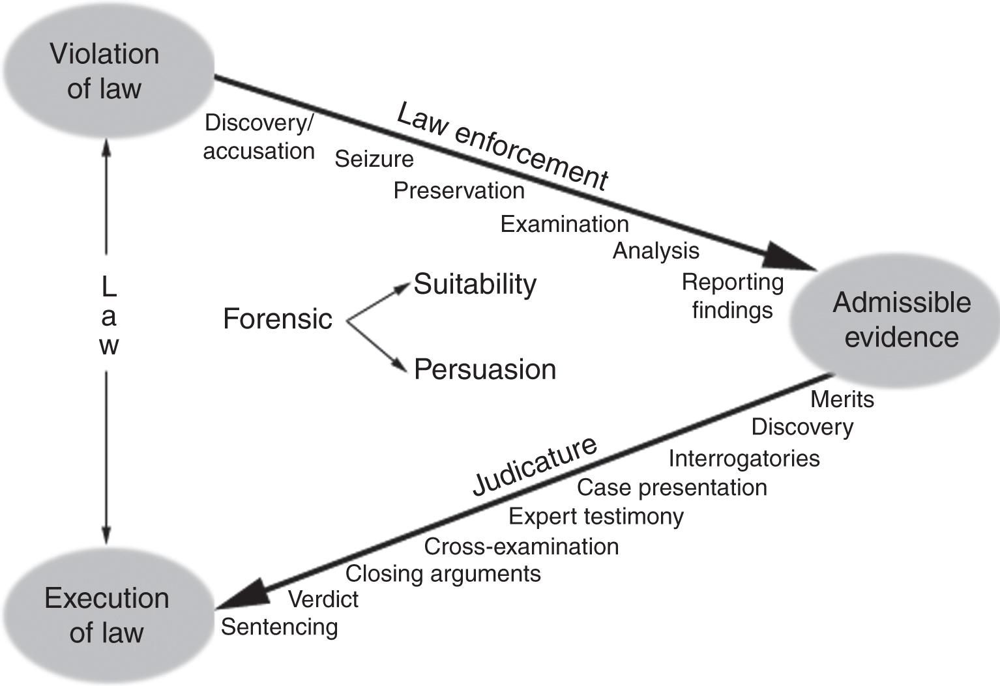 Violation
of law
Law enforcement
Discovery/
accusation
Seizure
Preservation
Examination
Analysis
Reporting
findings
Admissible
evidence
L
a
w
Forensic
Suitability
Persuasion
Merits
Discovery
Interrogatories
Judicature
Case presentation
Expert testimony
Cross-examination
Closing arguments
Verdict
Sentencing
Execution
of law